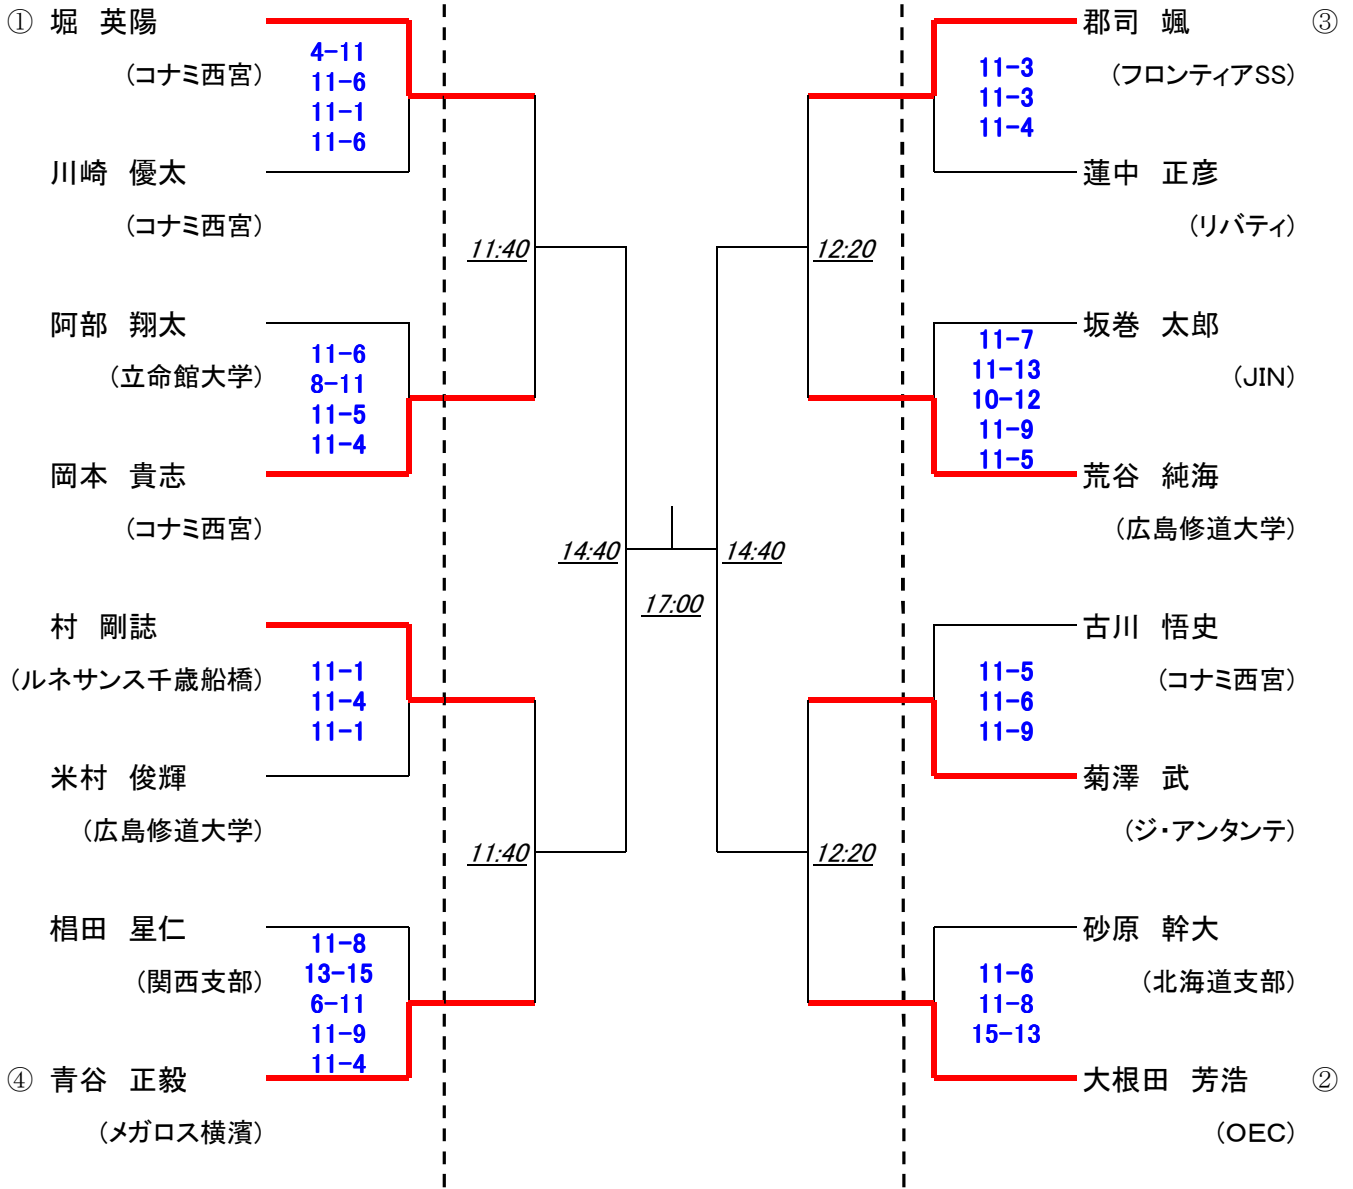 ① 堀 英陽
(コナミ西宮)
4-11
11-6
11-1
11-6
川崎 優太
(コナミ西宮)
11:40
阿部 翔太
(立命館大学)
11-6
8-11
11-5
11-4
岡本 貴志
(コナミ西宮)
14:40
村 剛誌
(ルネサンス千歳船橋)
11-1
11-4
11-1
米村 俊輝
(広島修道大学)
11:40
椙田 星仁
(関西支部)
11-8
13-15
6-11
11-9
11-4
④ 青谷 正毅
(メガロス横濱)
17:00
郡司 颯 ③
(フロンティアSS)
11-3
11-3
11-4
蓮中 正彦
(リバティ)
12:20
坂巻 太郎
(JIN)
11-7
11-13
10-12
11-9
11-5
荒谷 純海
(広島修道大学)
14:40
古川 悟史
(コナミ西宮)
11-5
11-6
11-9
菊澤 武
(ジ・アンタンテ)
12:20
砂原 幹大
(北海道支部)
11-6
11-8
15-13
大根田 芳浩 ②
(OEC)